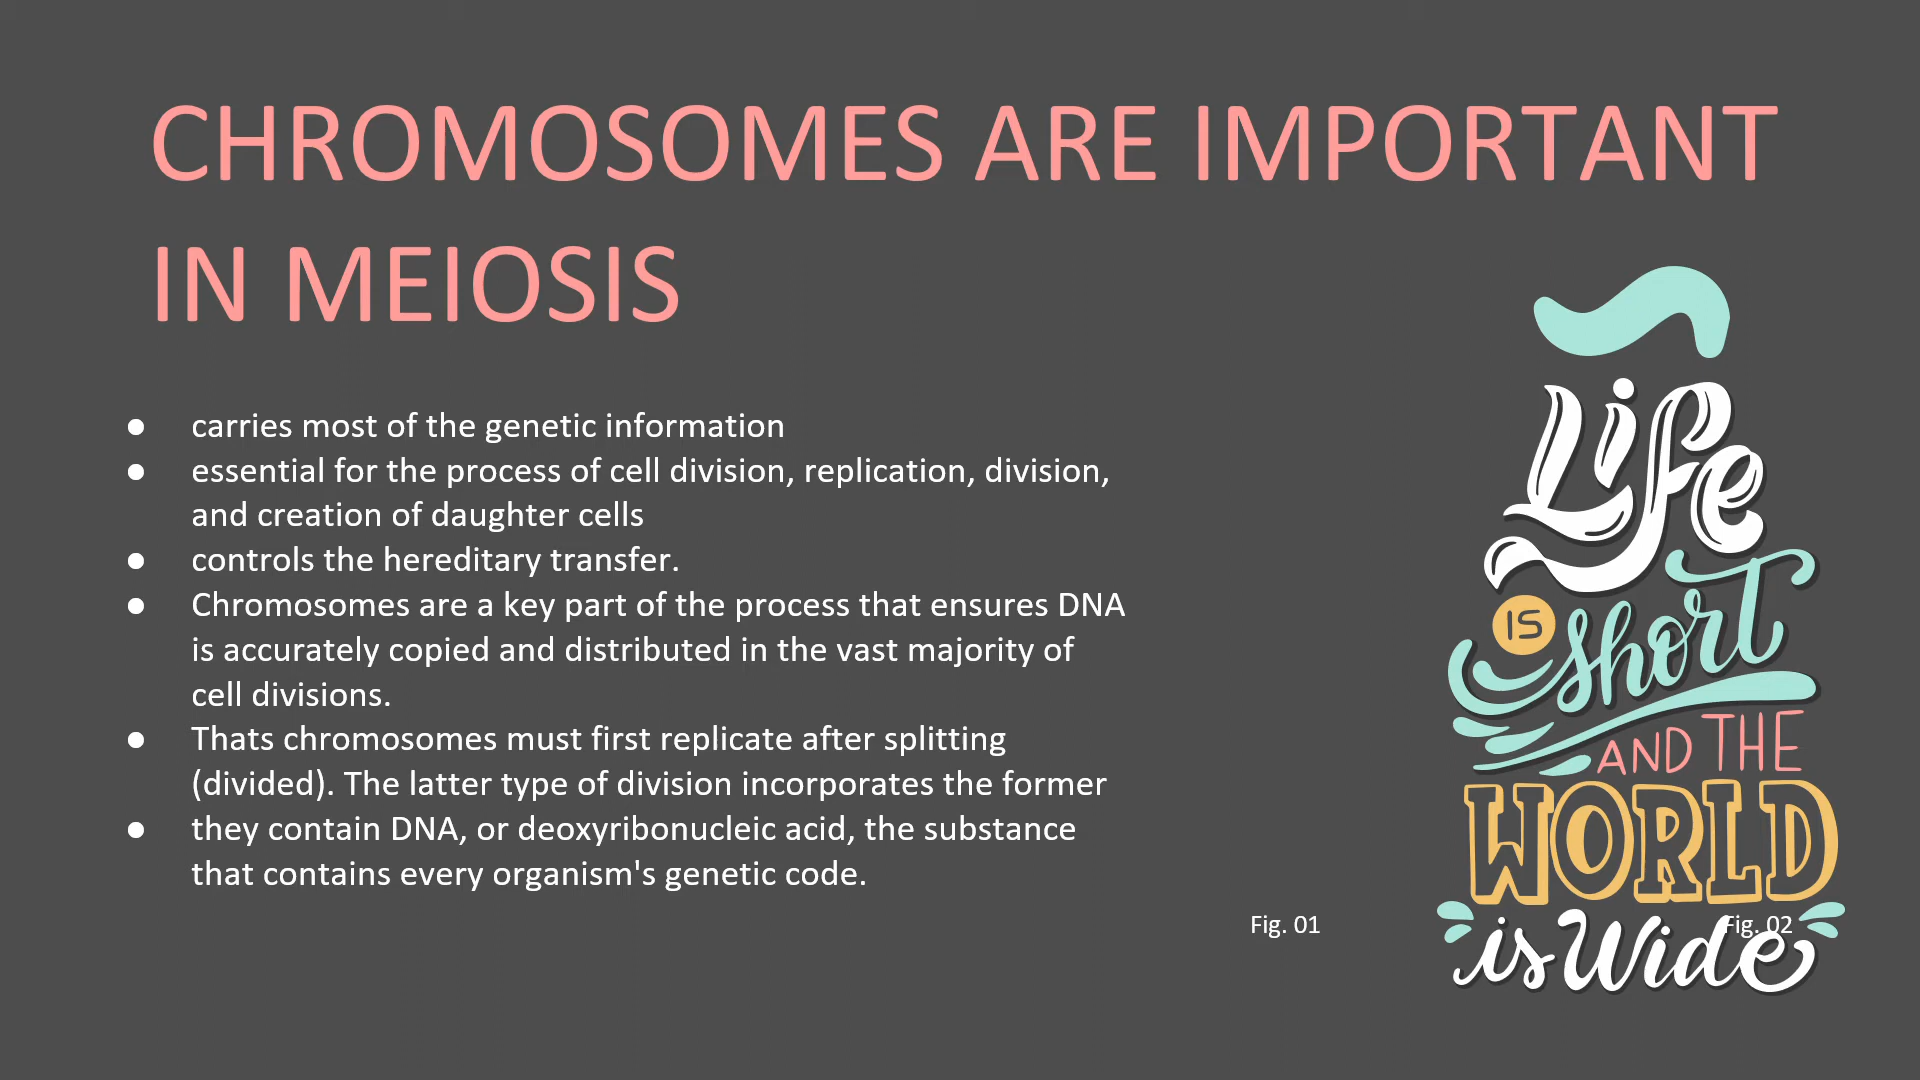 CHROMOSOMES ARE IMPORTANT
IN MEIOSIS
● carries most of the genetic information
● essential for the process of cell division, replication, division,
and creation of daughter cells
● controls the hereditary transfer.
● Chromosomes are a key part of the process that ensures DNA
is accurately copied and distributed in the vast majority of
cell divisions.
● Thats chromosomes must first replicate after splitting
(divided). The latter type of division incorporates the former
● they contain DNA, or deoxyribonucleic acid, the substance
that contains every organism's genetic code.
Life
IS short
AND THE
WORLD
is Wide
Fig. 01
Fig. 02